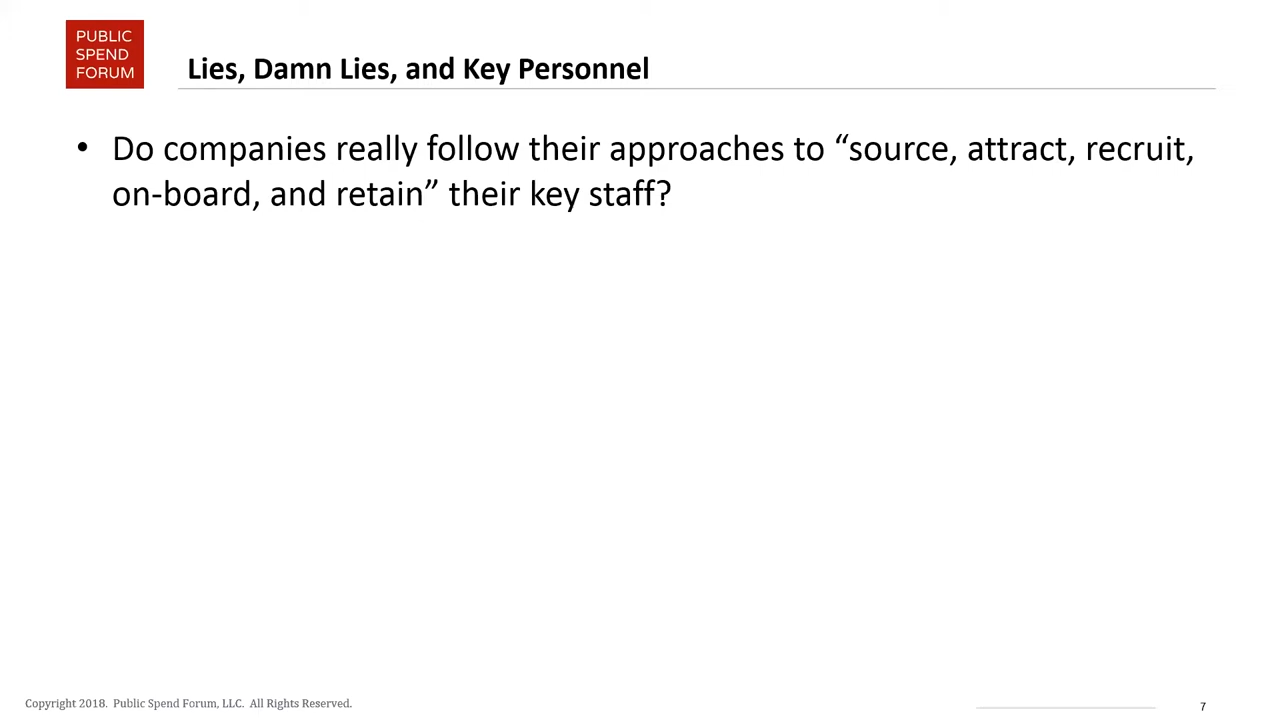 PUBLIC
SPEND
FORUM
Lies, Damn Lies, and Key Personnel
• Do companies really follow their approaches to “source, attract, recruit,
on-board, and retain” their key staff?
Copyright 2018. Public Spend Forum, LLC. All Rights Reserved.
7